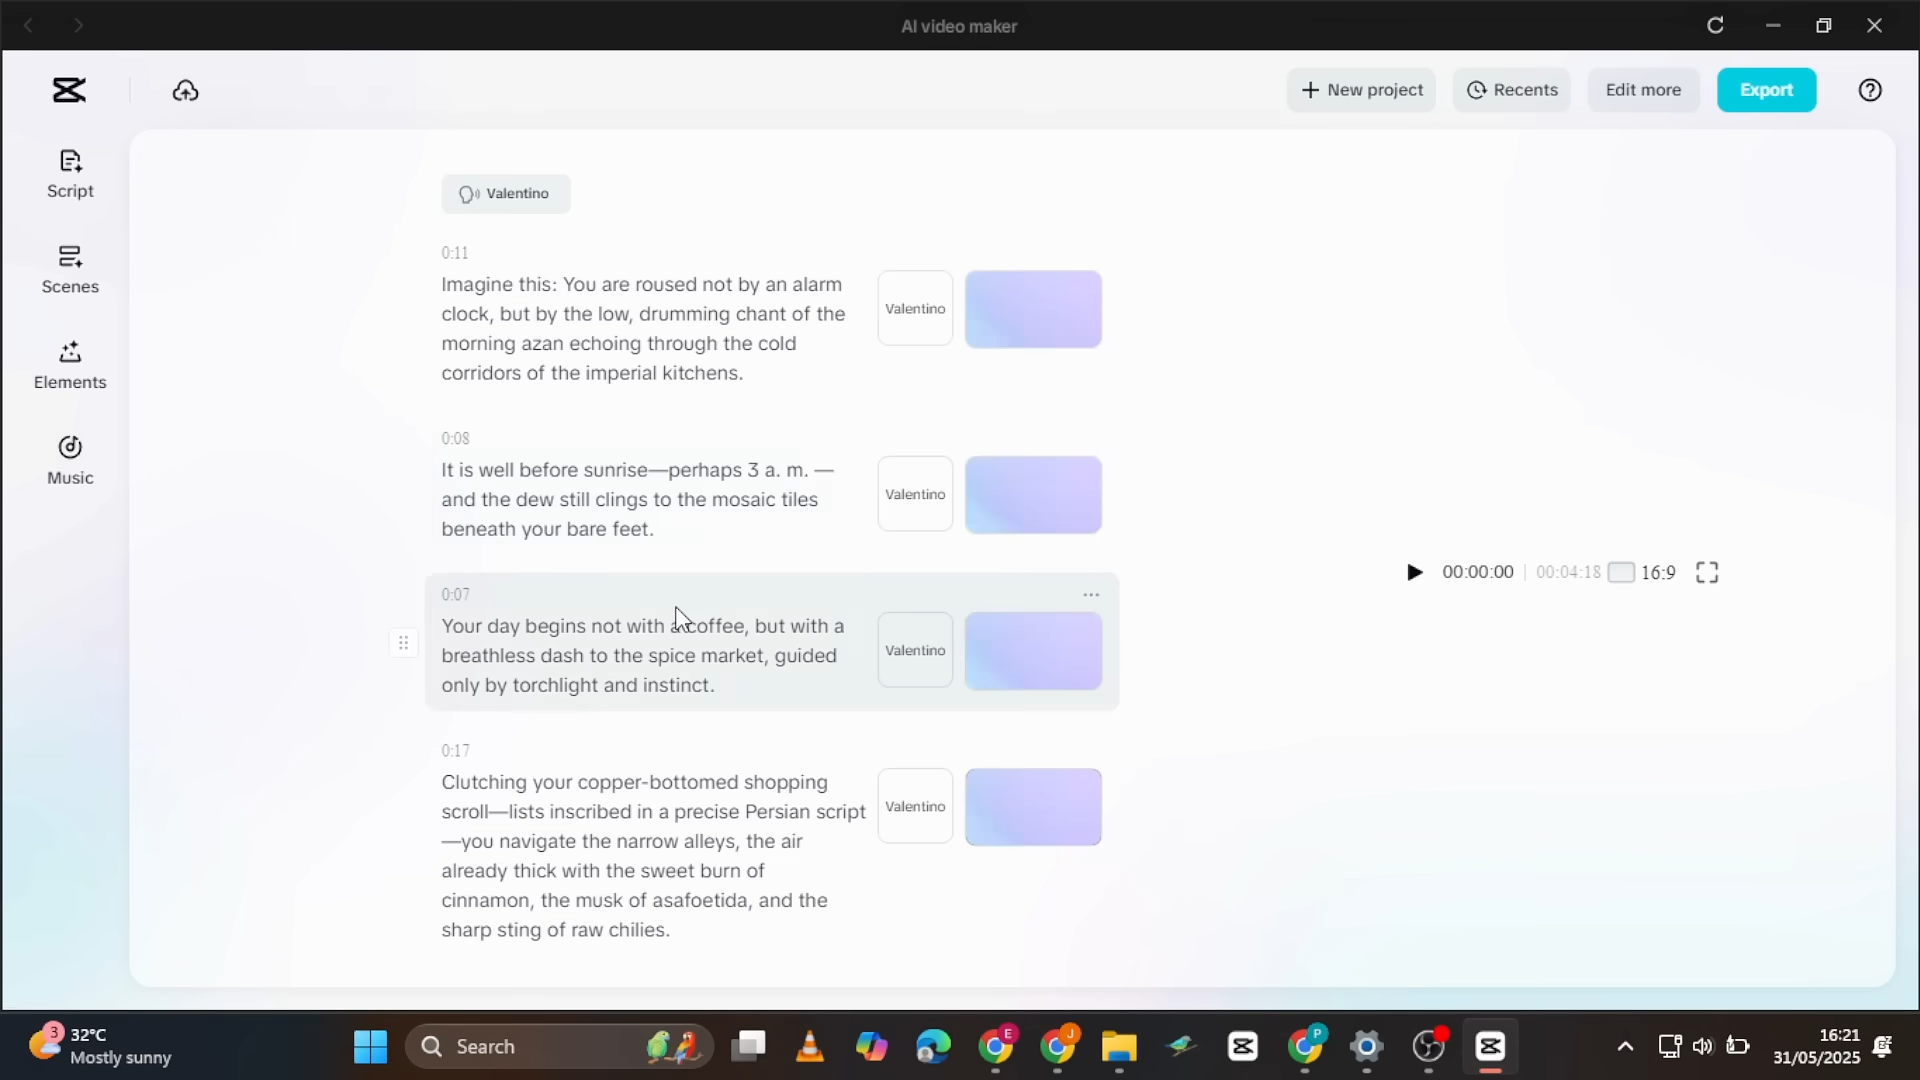 AI video maker
New project
Recents
Edit more
Export
Script
Scenes
Elements
Music
Valentino
0:11
Imagine this: You are roused not by an alarm
clock, but by the low, drumming chant of the
morning azan echoing through the cold
corridors of the imperial kitchens.
Valentino
0:08
It is well before sunrise—perhaps 3 a. m. —
and the dew still clings to the mosaic tiles
beneath your bare feet.
Valentino
0:07
Your day begins not with a coffee, but with a
breathless dash to the spice market, guided
only by torchlight and instinct.
Valentino
0:17
Clutching your copper-bottomed shopping
scroll—lists inscribed in a precise Persian script
—you navigate the narrow alleys, the air
already thick with the sweet burn of
cinnamon, the musk of asafoetida, and the
sharp sting of raw chilies.
Valentino
00:00:00 00:04:18 16:9
3
32°C
Mostly sunny
Search
E
J
P
16:21
31/05/2025